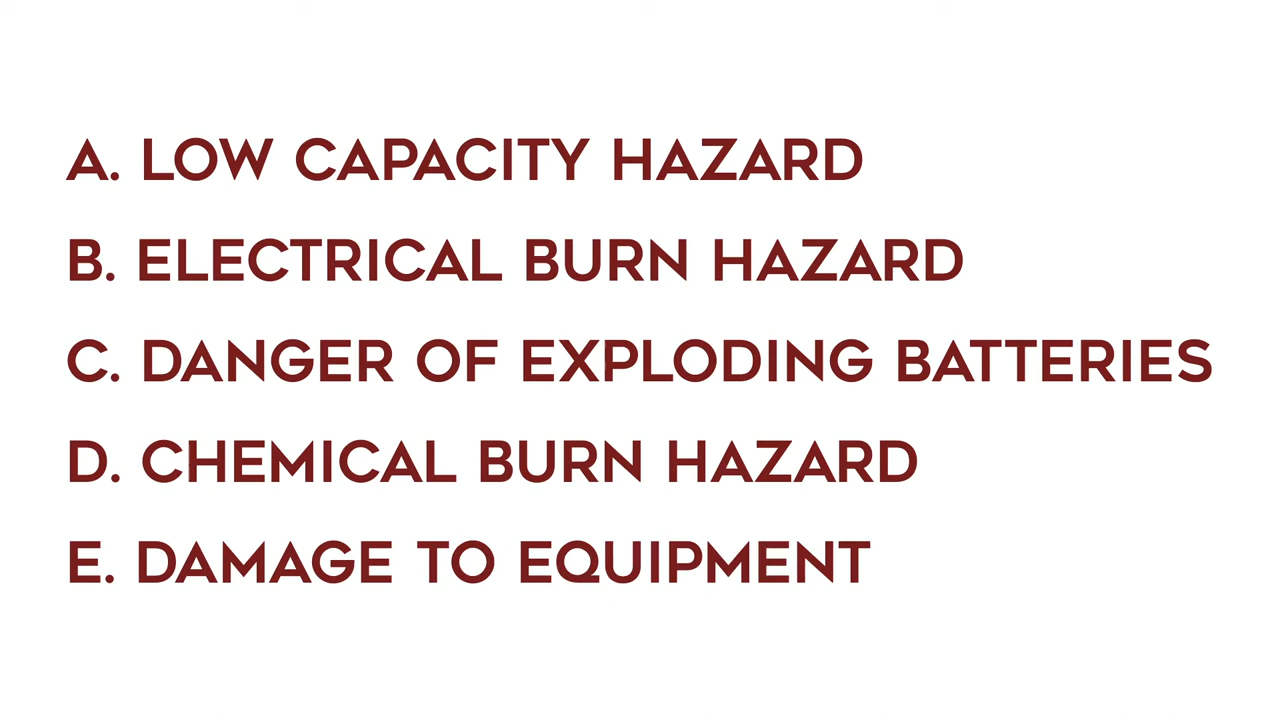 A. LOW CAPACITY HAZARD
B. ELECTRICAL BURN HAZARD
C. DANGER OF EXPLODING BATTERIES
D. CHEMICAL BURN HAZARD
E. DAMAGE TO EQUIPMENT